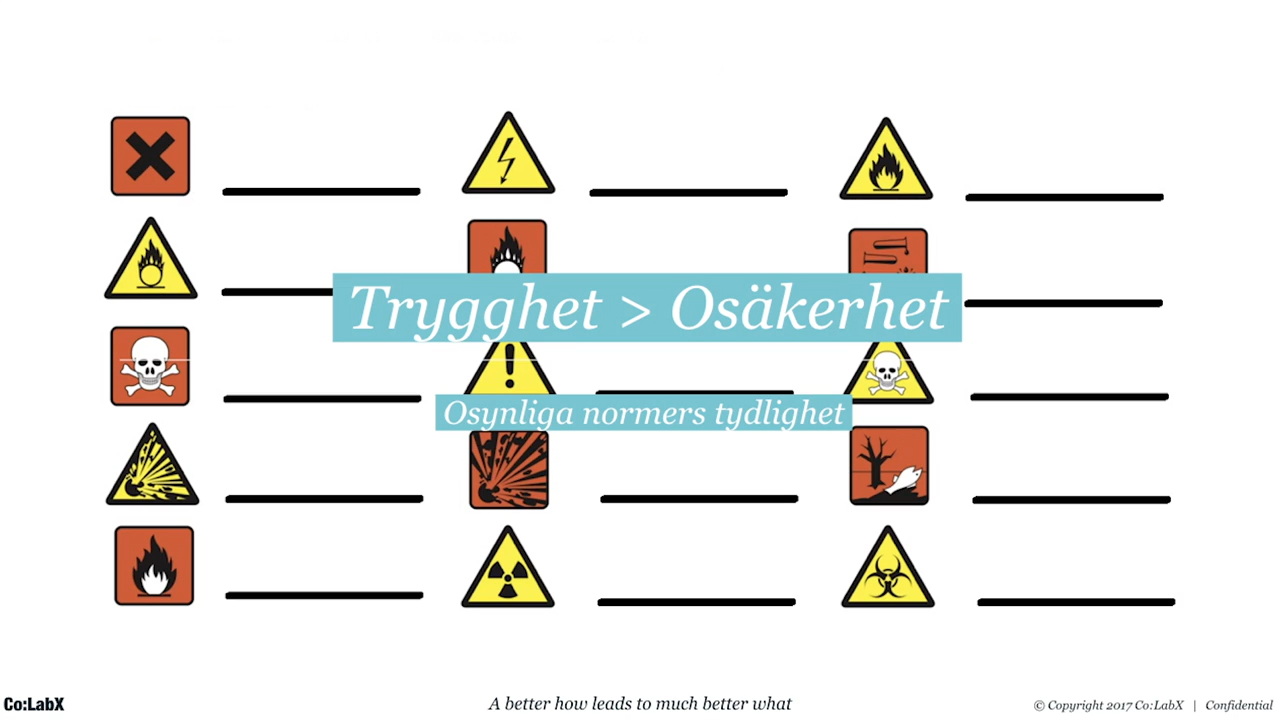 Trygghet > Osäkerhet
Osynliga normers tydlighet
Co:LabX
A better how leads to much better what
© Copyright 2017 Co:LabX | Confidential